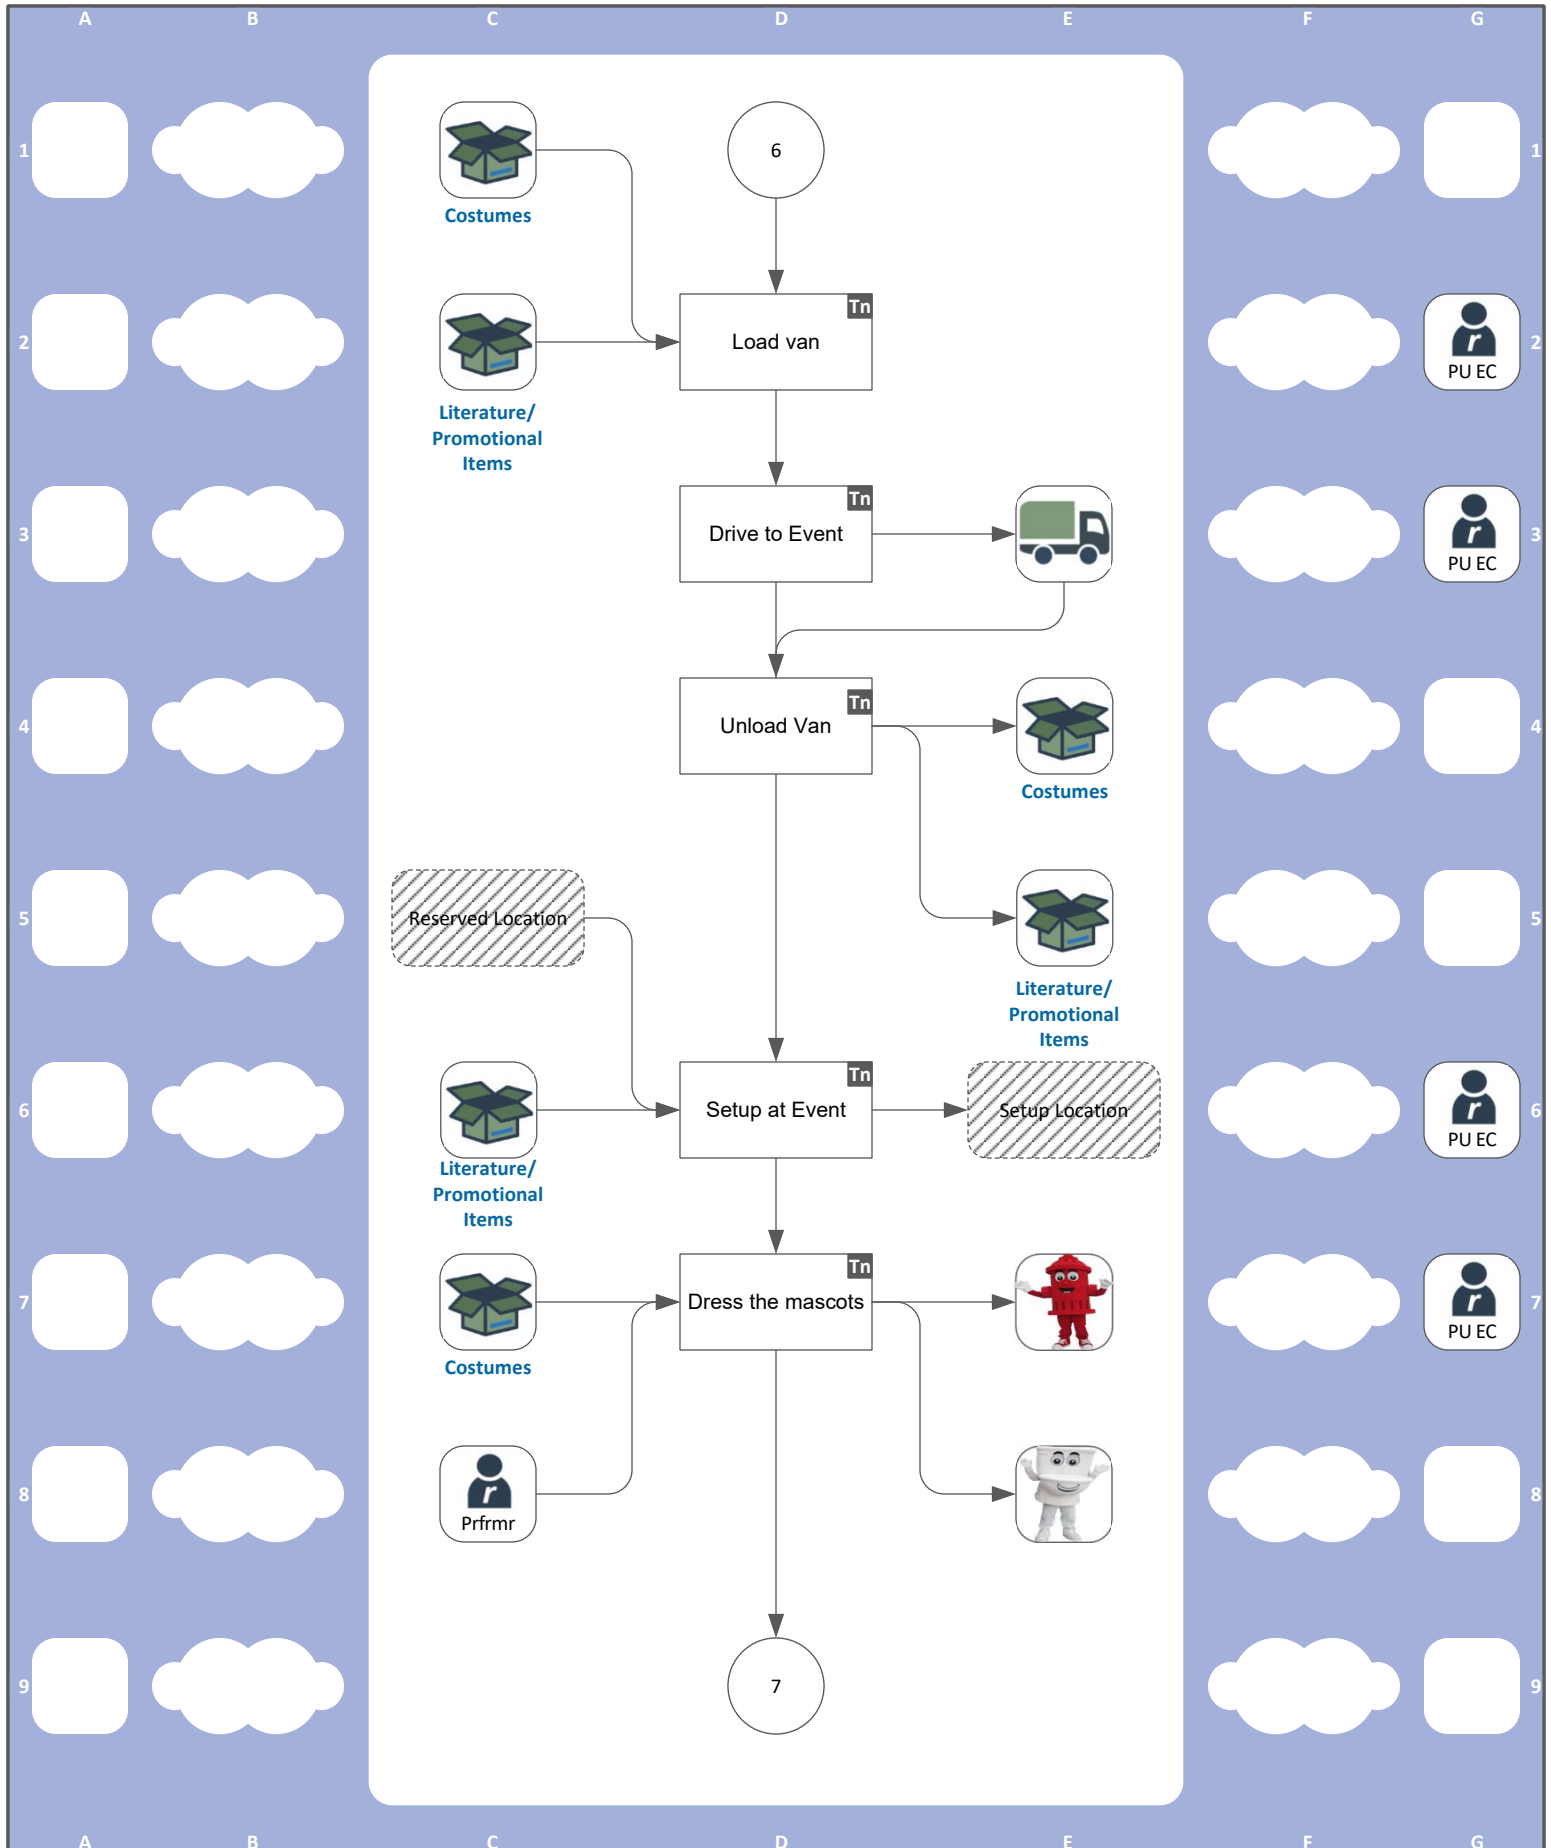 A B C D E F G
1 6 1
Costumes
Tn
2 Load van 2
r
PU EC
Literature/
Promotional
Items
Tn
3 Drive to Event 3
r
PU EC
Tn
4 Unload Van 4
Costumes
5 Reserved Location 5
Literature/
Promotional
Items
Tn
6 Setup at Event Setup Location 6
r
PU EC
Literature/
Promotional
Items
Tn
7 Dress the mascots 7
r
PU EC
Costumes
8 r 8
Prfrmr
9 7 9
A B C D E F G